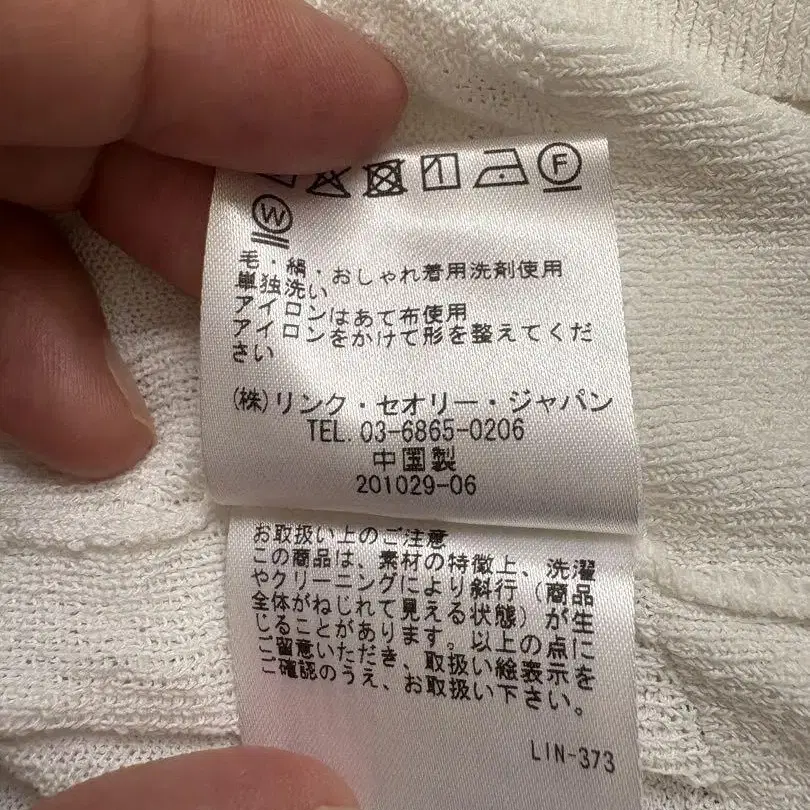 F
W
毛・絹・おしゃれ着用洗剤使用
単独洗い
アイロンはあて布使用
アイロンをかけて形を整えてくだ
さい
(株)リンク・セオリー・ジャパン
TEL.03-6865-0206
中国製
201029-06
お取扱い上のご注意
この商品は、素材の特徴上、洗濯
やクリーニングにより斜行(商品
全体がねじれて見える状態)が生
じることがあります。以上の点に
ご留意いただき、取扱い絵表示を
ご確認のうえ、お取扱い下さい。
LIN-373